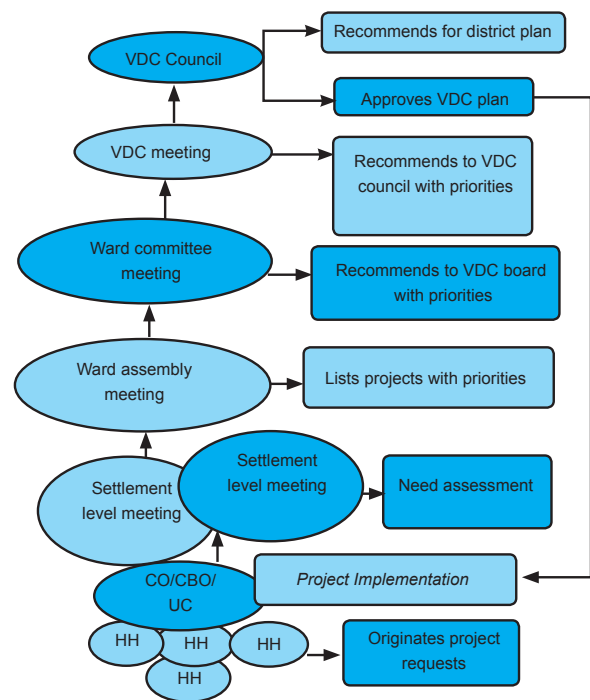 Recommends for district plan
VDC Council
Approves VDC plan
VDC meeting
Recommends to VDC
council with priorities
Ward committee
meeting
Recommends to VDC board
with priorities
Ward assembly
meeting
Lists projects with priorities
Settlement
level meeting
Settlement
level meeting
Need assessment
CO/CBO/
UC
Project Implementation
HH
HH
HH
HH
Originates project
requests